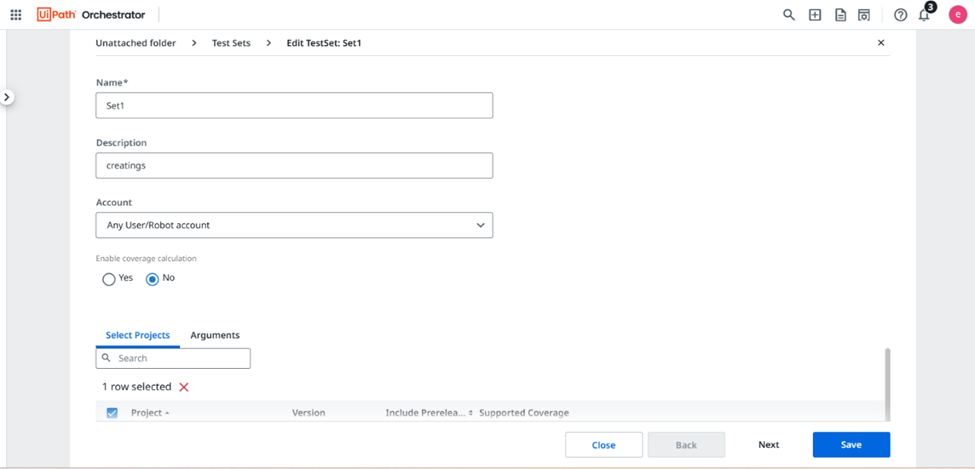 UiPath Orchestrator 3 e
Unattached folder > Test Sets > Edit TestSet: Set1
Name*
Set1
Description
creatings
Account
Any User/Robot account
Enable coverage calculation
Yes No
Select Projects Arguments
Search
1 row selected
Project Version Include Prerelea... Supported Coverage
Close Back Next Save